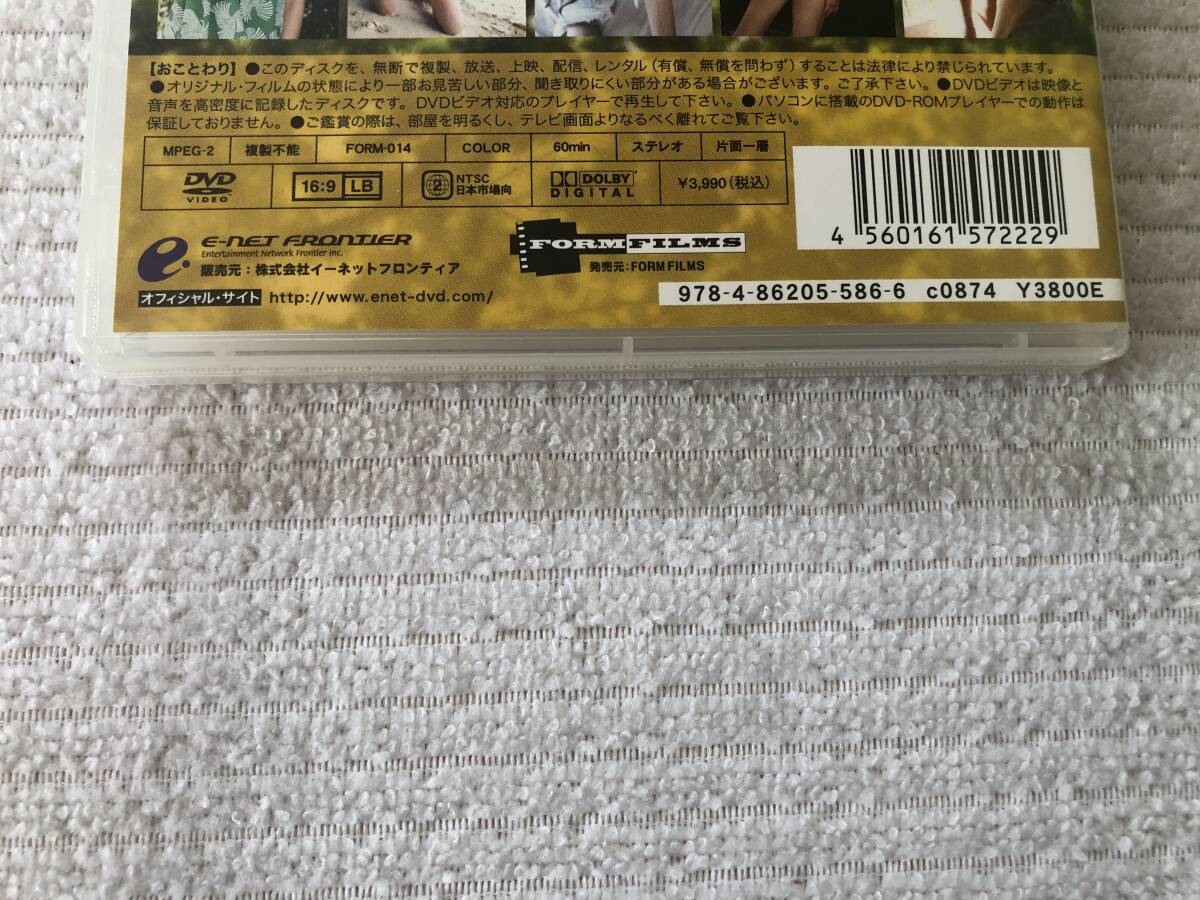 【おことわり】●このディスクを、無断で複製、放送、上映、配信、レンタル(有償、無償を問わず)することは法律により禁じられています。
●オリジナル・フィルムの状態により一部お見苦しい部分、聞き取りにくい部分がある場合がございます。ご了承下さい。●DVDビデオは映像と
音声を高密度に記録したディスクです。DVDビデオ対応のプレイヤーで再生して下さい。●パソコンに搭載のDVD-ROMプレイヤーでの動作は
保証しておりません。●ご鑑賞の際は、部屋を明るくし、テレビ画面よりなるべく離れてご覧下さい。
MPEG-2 複製不能 FORM-014 COLOR 60min ステレオ 片面一層
DVD VIDEO 16:9 LB 2 NTSC 日本市場向 DOLBY DIGITAL ¥3,990(税込)
4 560161 572229
E-NET FRONTIER
Entertainment Network Frontier Inc.
販売元:株式会社イーネットフロンティア
FORM FILMS
発売元:FORM FILMS
オフィシャル・サイト http://www.enet-dvd.com/
978-4-86205-586-6 c0874 Y3800E